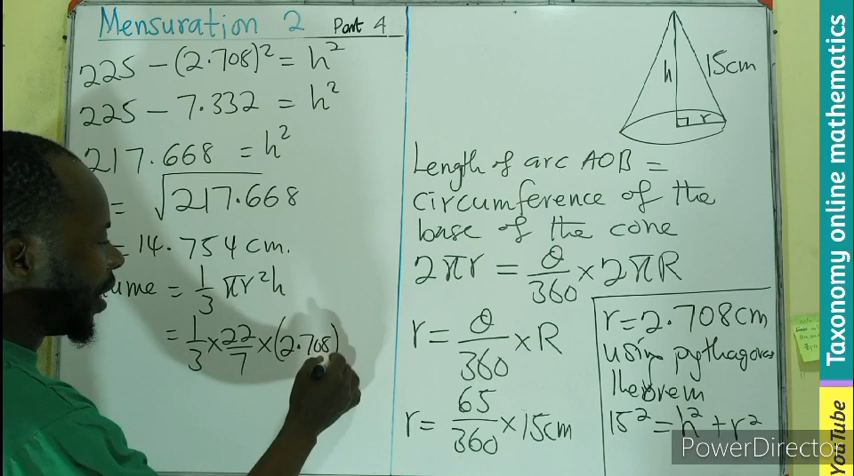 Mensuration 2 Part 4
225 - (2.708)² = h²
225 - 7.332 = h²
217.668 = h²
= √217.668
= 14.754 cm.
ume = 1/3 πr²h
= 1/3 × 22/7 × (2.708)
h 15cm
r
Length of arc AOB =
circumference of the
base of the cone
2πr = θ/360 × 2πR
r = θ/360 × R
r = 65/360 × 15cm
r = 2.708cm
using pythagoras
theorem
15² = h² + r²
PowerDirector
Taxonomy online mathematics
YouTube